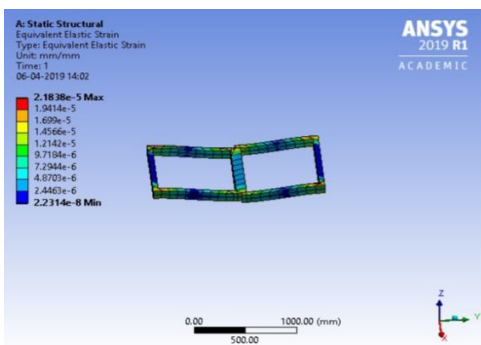 A: Static Structural
Equivalent Elastic Strain
Type: Equivalent Elastic Strain
Unit: mm/mm
Time: 1
06-04-2019 14:02
ANSYS
2019 R1
ACADEMIC
2.1838e-5 Max
1.9414e-5
1.699e-5
1.4566e-5
1.2142e-5
9.7184e-6
7.2944e-6
4.8703e-6
2.4463e-6
2.2314e-8 Min
0.00
1000.00 (mm)
500.00
Z
Y
X